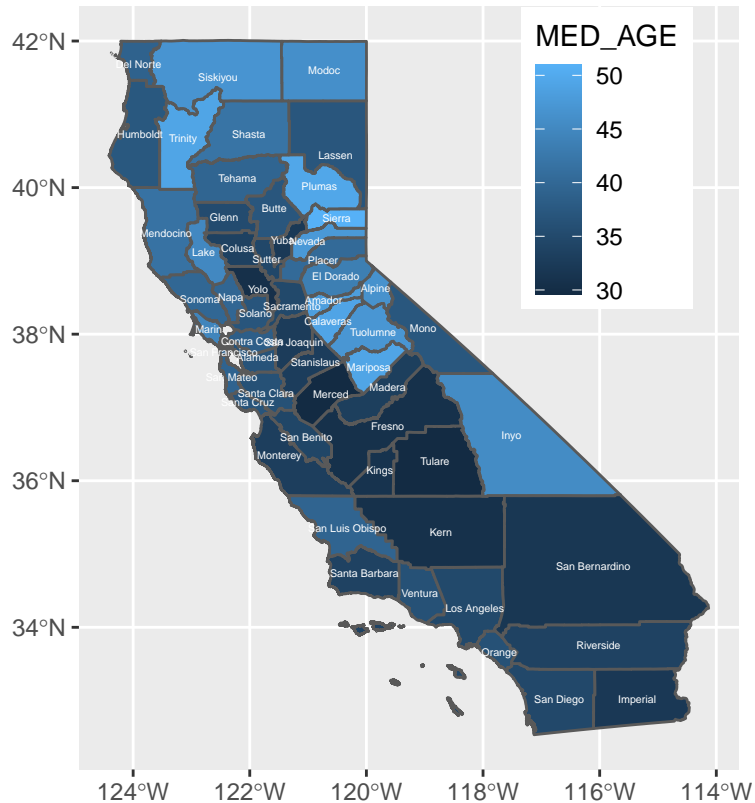 MED_AGE
50
45
40
35
30
42°N
40°N
38°N
36°N
34°N
Del Norte
Siskiyou
Modoc
Humboldt
Trinity
Shasta
Lassen
Tehama
Plumas
Butte
Glenn
Sierra
Mendocino
Colusa
Yuba
Nevada
Lake
Sutter
Placer
El Dorado
Yolo
Alpine
Sonoma
Napa
Sacramento
Amador
Solano
Calaveras
Mono
Marin
Tuolumne
Contra Costa
San Joaquin
San Francisco
Alameda
Stanislaus
Mariposa
San Mateo
Madera
Santa Clara
Merced
Santa Cruz
Fresno
San Benito
Inyo
Monterey
Kings
Tulare
San Luis Obispo
Kern
San Bernardino
Santa Barbara
Ventura
Los Angeles
Orange
Riverside
San Diego
Imperial
124°W
122°W
120°W
118°W
116°W
114°W